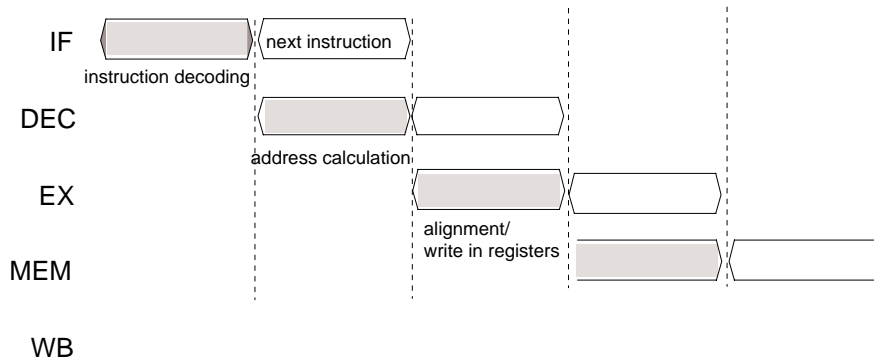 IF
next instruction
instruction decoding
DEC
address calculation
EX
alignment/
write in registers
MEM
WB